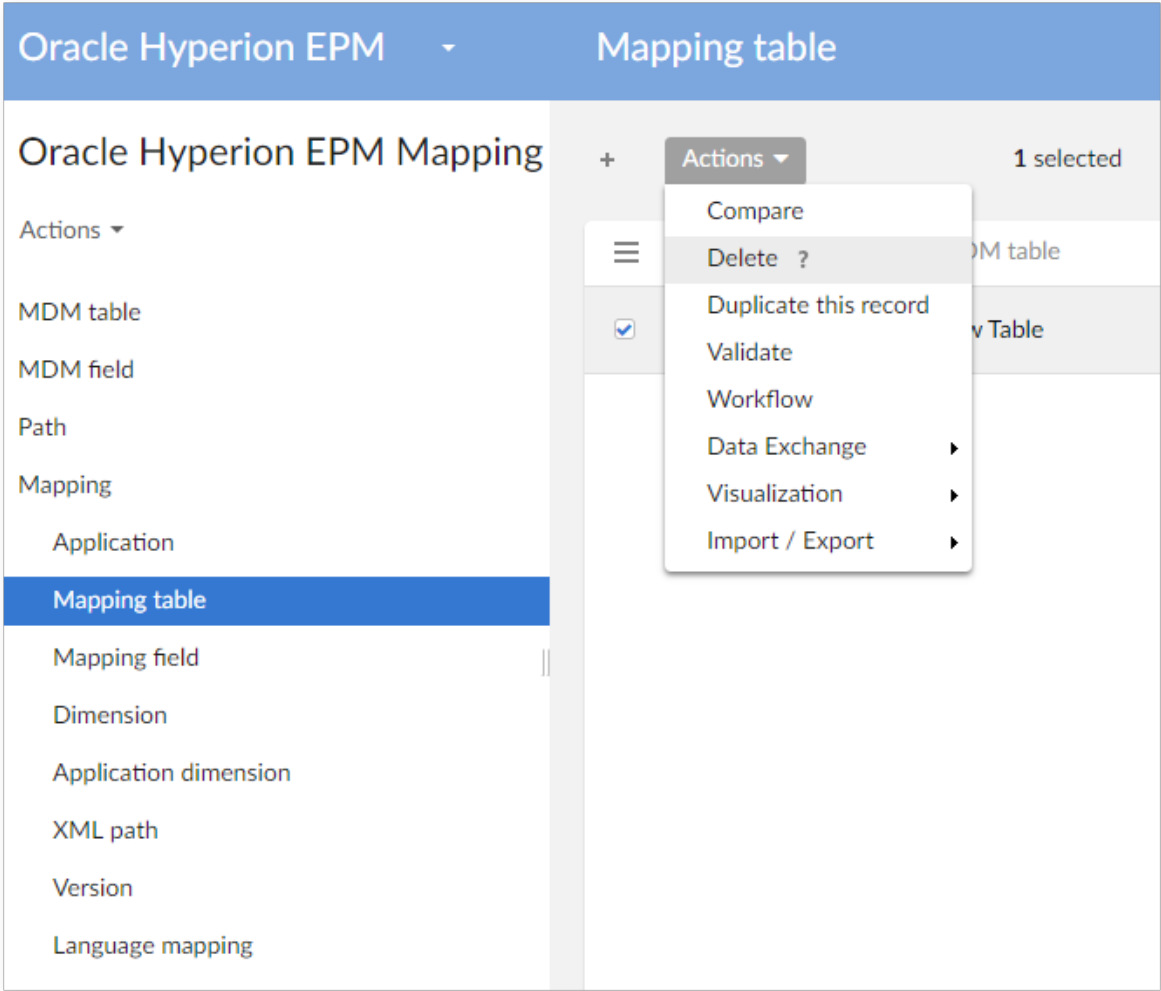 Oracle Hyperion EPM
Mapping table
Oracle Hyperion EPM Mapping
Actions
MDM table
MDM field
Path
Mapping
Application
Mapping table
Mapping field
Dimension
Application dimension
XML path
Version
Language mapping
+
Actions
1 selected
Compare
Delete ?
Duplicate this record
Validate
Workflow
Data Exchange
Visualization
Import / Export
table
Table